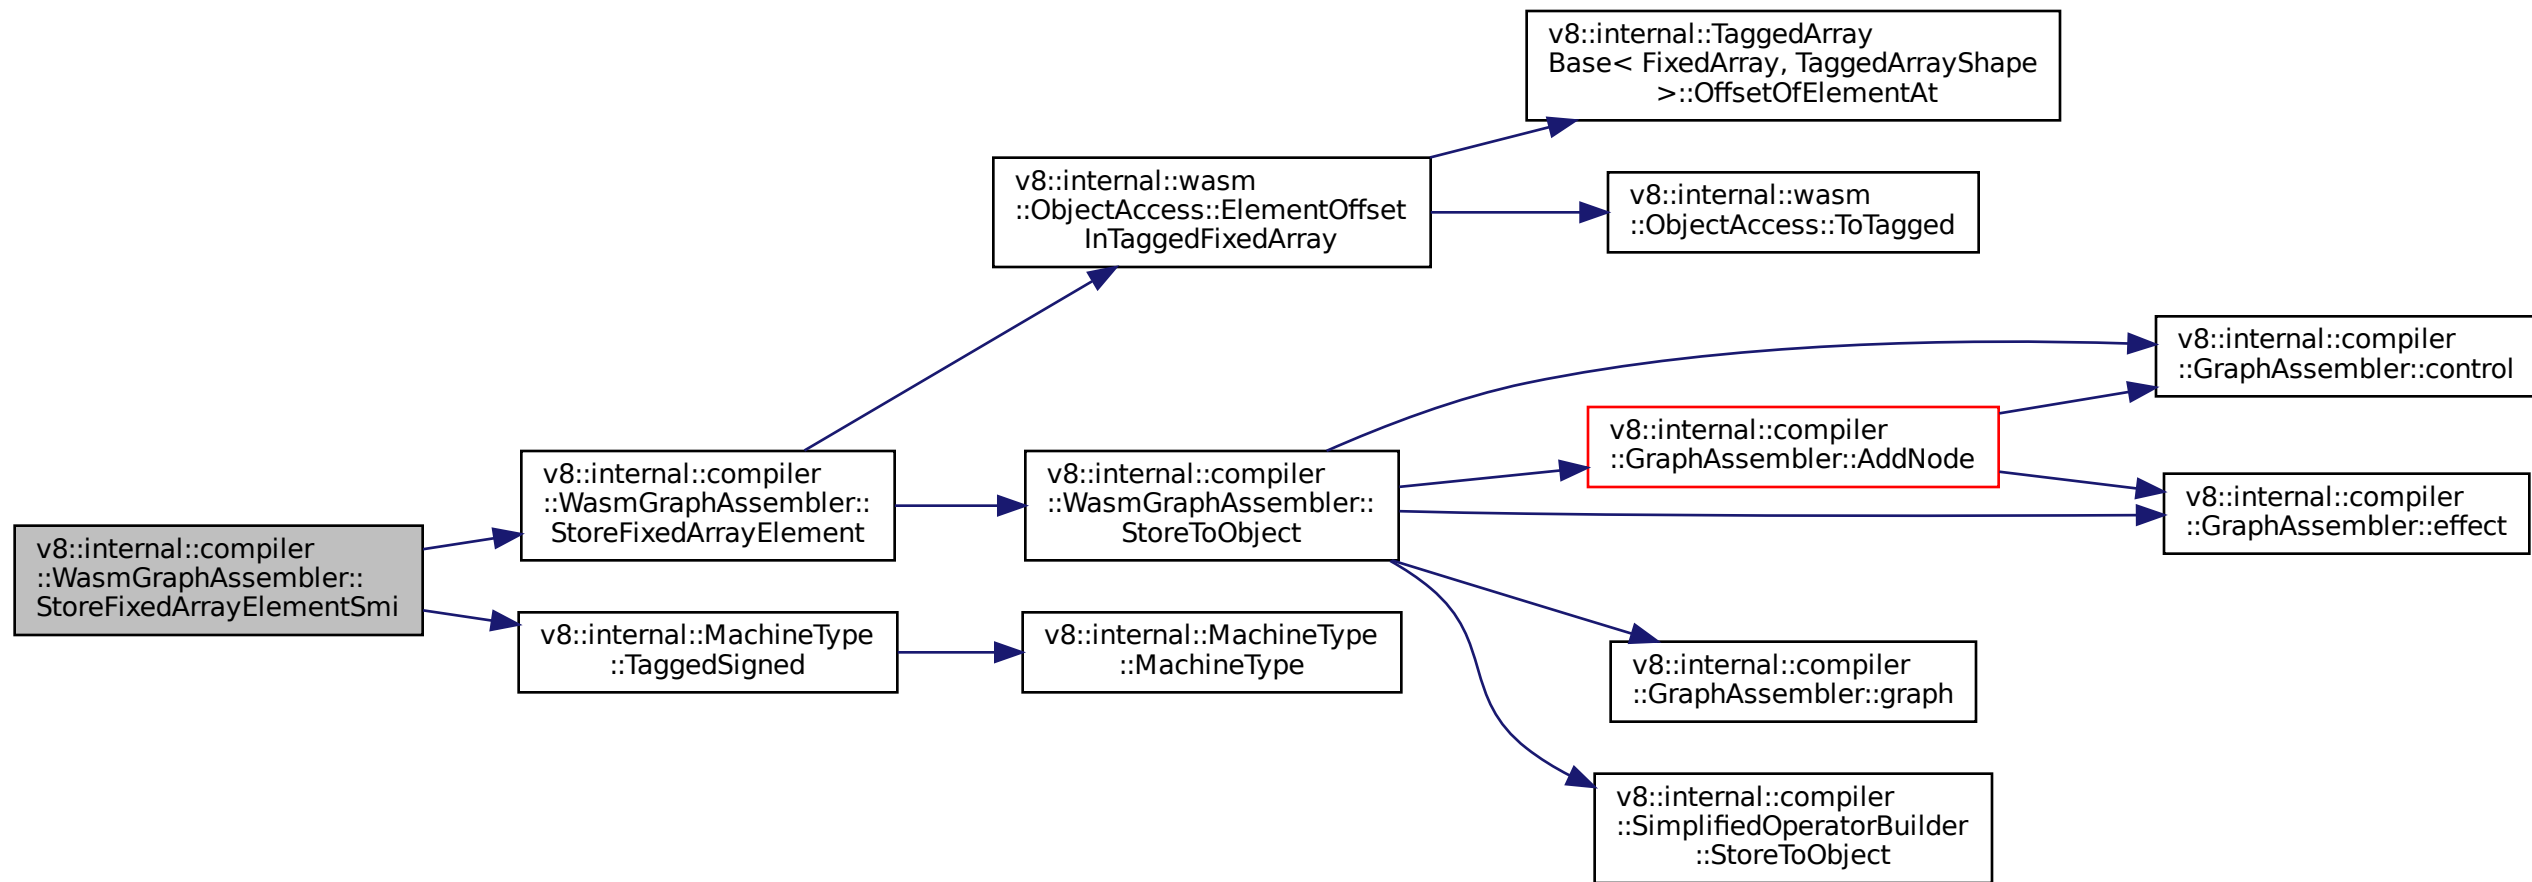 v8::internal::compiler
::WasmGraphAssembler::
StoreFixedArrayElementSmi
v8::internal::compiler
::WasmGraphAssembler::
StoreFixedArrayElement
v8::internal::wasm
::ObjectAccess::ElementOffset
InTaggedFixedArray
v8::internal::TaggedArray
Base< FixedArray, TaggedArrayShape
>::OffsetOfElementAt
v8::internal::wasm
::ObjectAccess::ToTagged
v8::internal::compiler
::WasmGraphAssembler::
StoreToObject
v8::internal::compiler
::GraphAssembler::control
v8::internal::compiler
::GraphAssembler::AddNode
v8::internal::compiler
::GraphAssembler::effect
v8::internal::compiler
::GraphAssembler::graph
v8::internal::compiler
::SimplifiedOperatorBuilder
::StoreToObject
v8::internal::MachineType
::TaggedSigned
v8::internal::MachineType
::MachineType